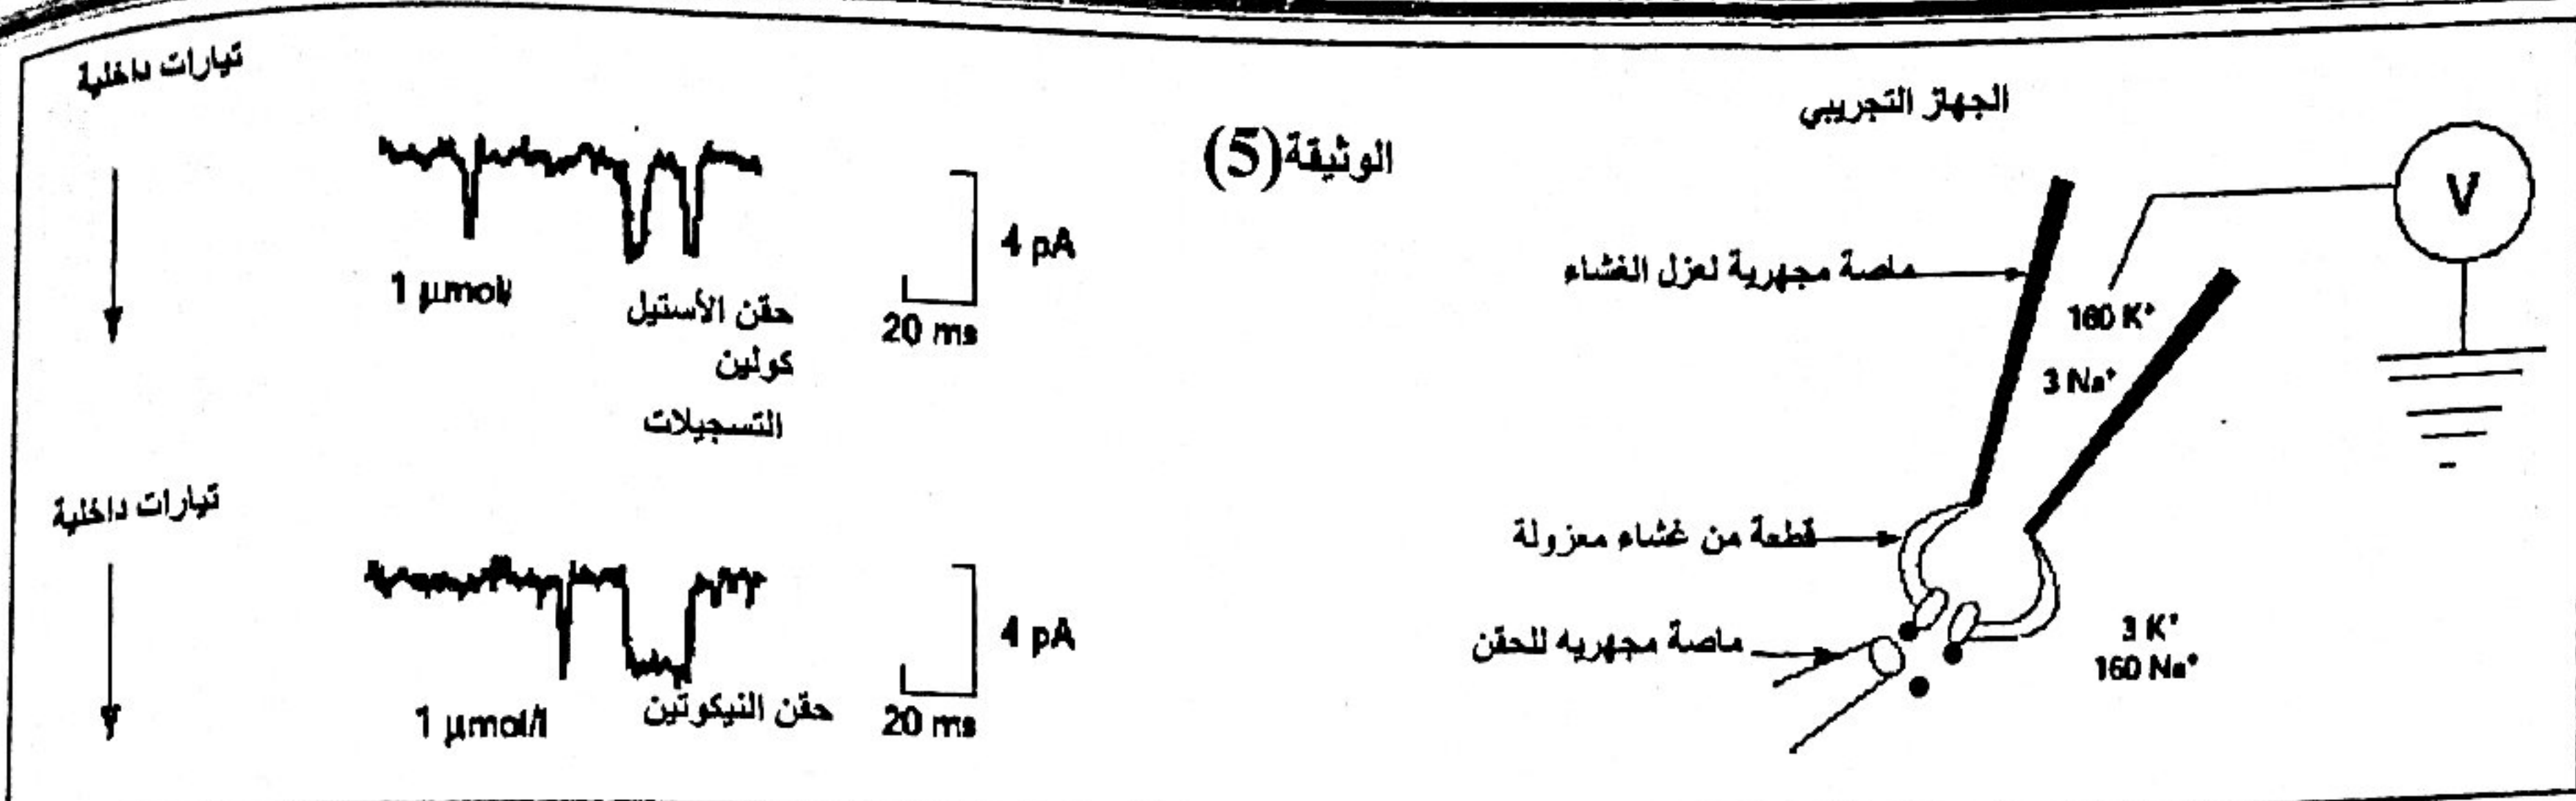 تيارات داخلية
1 µmol/
حقن الأستيل
كولين
التسجيلات
4 pA
20 ms
تيارات داخلية
1 µmol/l
حقن النيكوتين
4 pA
20 ms
الوثيقة(5)
الجهاز التجريبي
V
ماصة مجهرية لعزل الغشاء
160 K⁺
3 Na⁺
قطعة من غشاء معزولة
ماصة مجهريه للحقن
3 K⁺
160 Na⁺